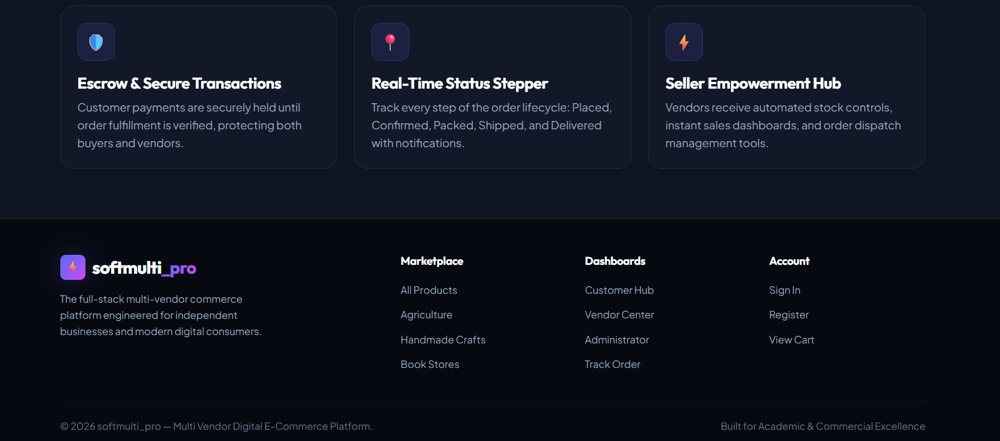 Escrow & Secure Transactions
Customer payments are securely held until
order fulfillment is verified, protecting both
buyers and vendors.
Real-Time Status Stepper
Track every step of the order lifecycle: Placed,
Confirmed, Packed, Shipped, and Delivered
with notifications.
Seller Empowerment Hub
Vendors receive automated stock controls,
instant sales dashboards, and order dispatch
management tools.
softmulti_pro
The full-stack multi-vendor commerce
platform engineered for independent
businesses and modern digital consumers.
Marketplace
All Products
Agriculture
Handmade Crafts
Book Stores
Dashboards
Customer Hub
Vendor Center
Administrator
Track Order
Account
Sign In
Register
View Cart
© 2026 softmulti_pro — Multi Vendor Digital E-Commerce Platform.
Built for Academic & Commercial Excellence